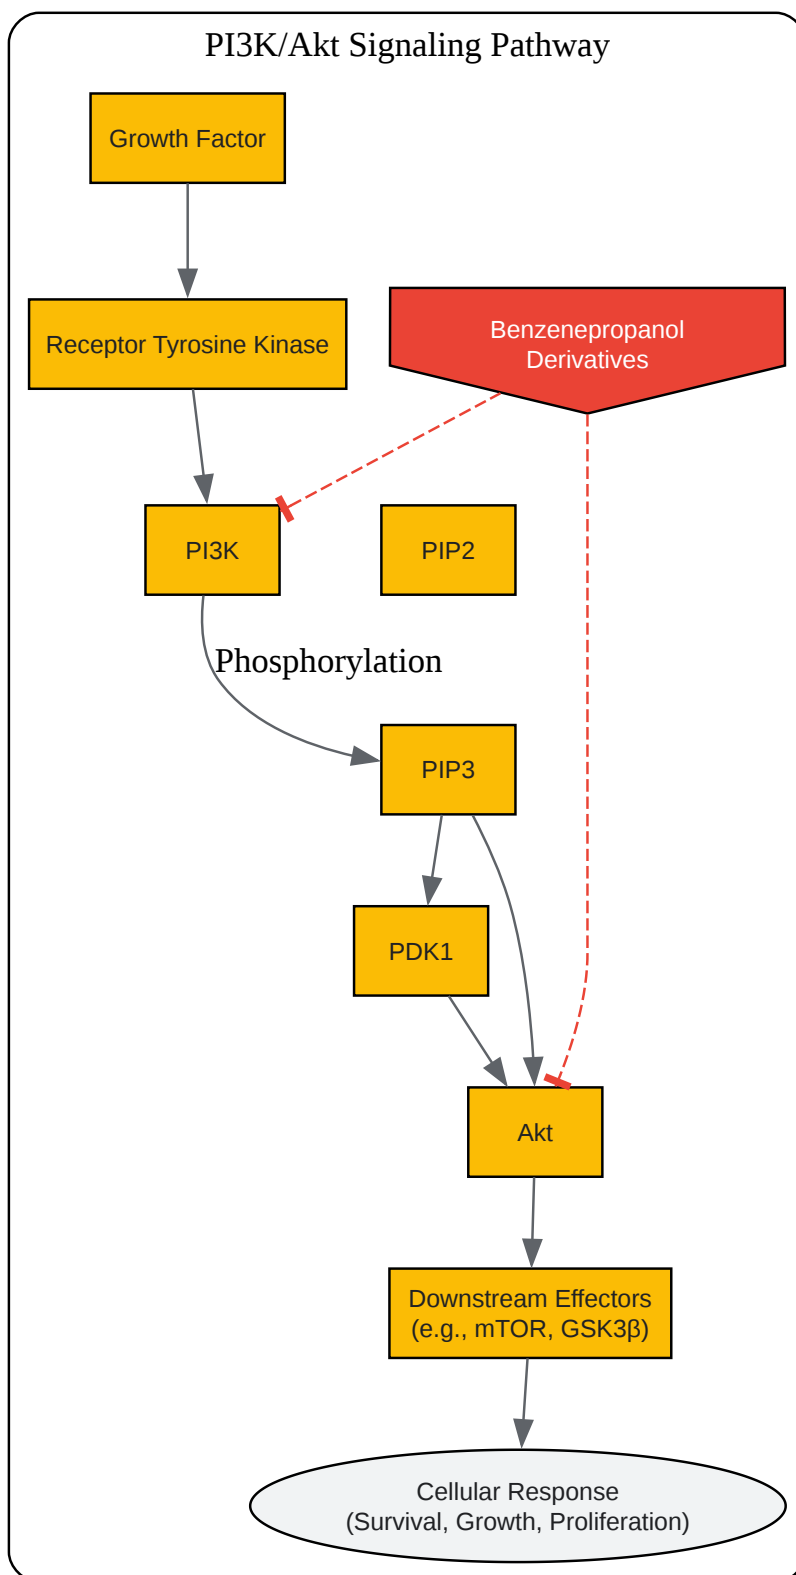 PI3K/Akt Signaling Pathway
Growth Factor
Receptor Tyrosine Kinase
Benzenepropanol
Derivatives
PI3K
PIP2
Phosphorylation
PIP3
PDK1
Akt
Downstream Effectors
(e.g., mTOR, GSK3β)
Cellular Response
(Survival, Growth, Proliferation)